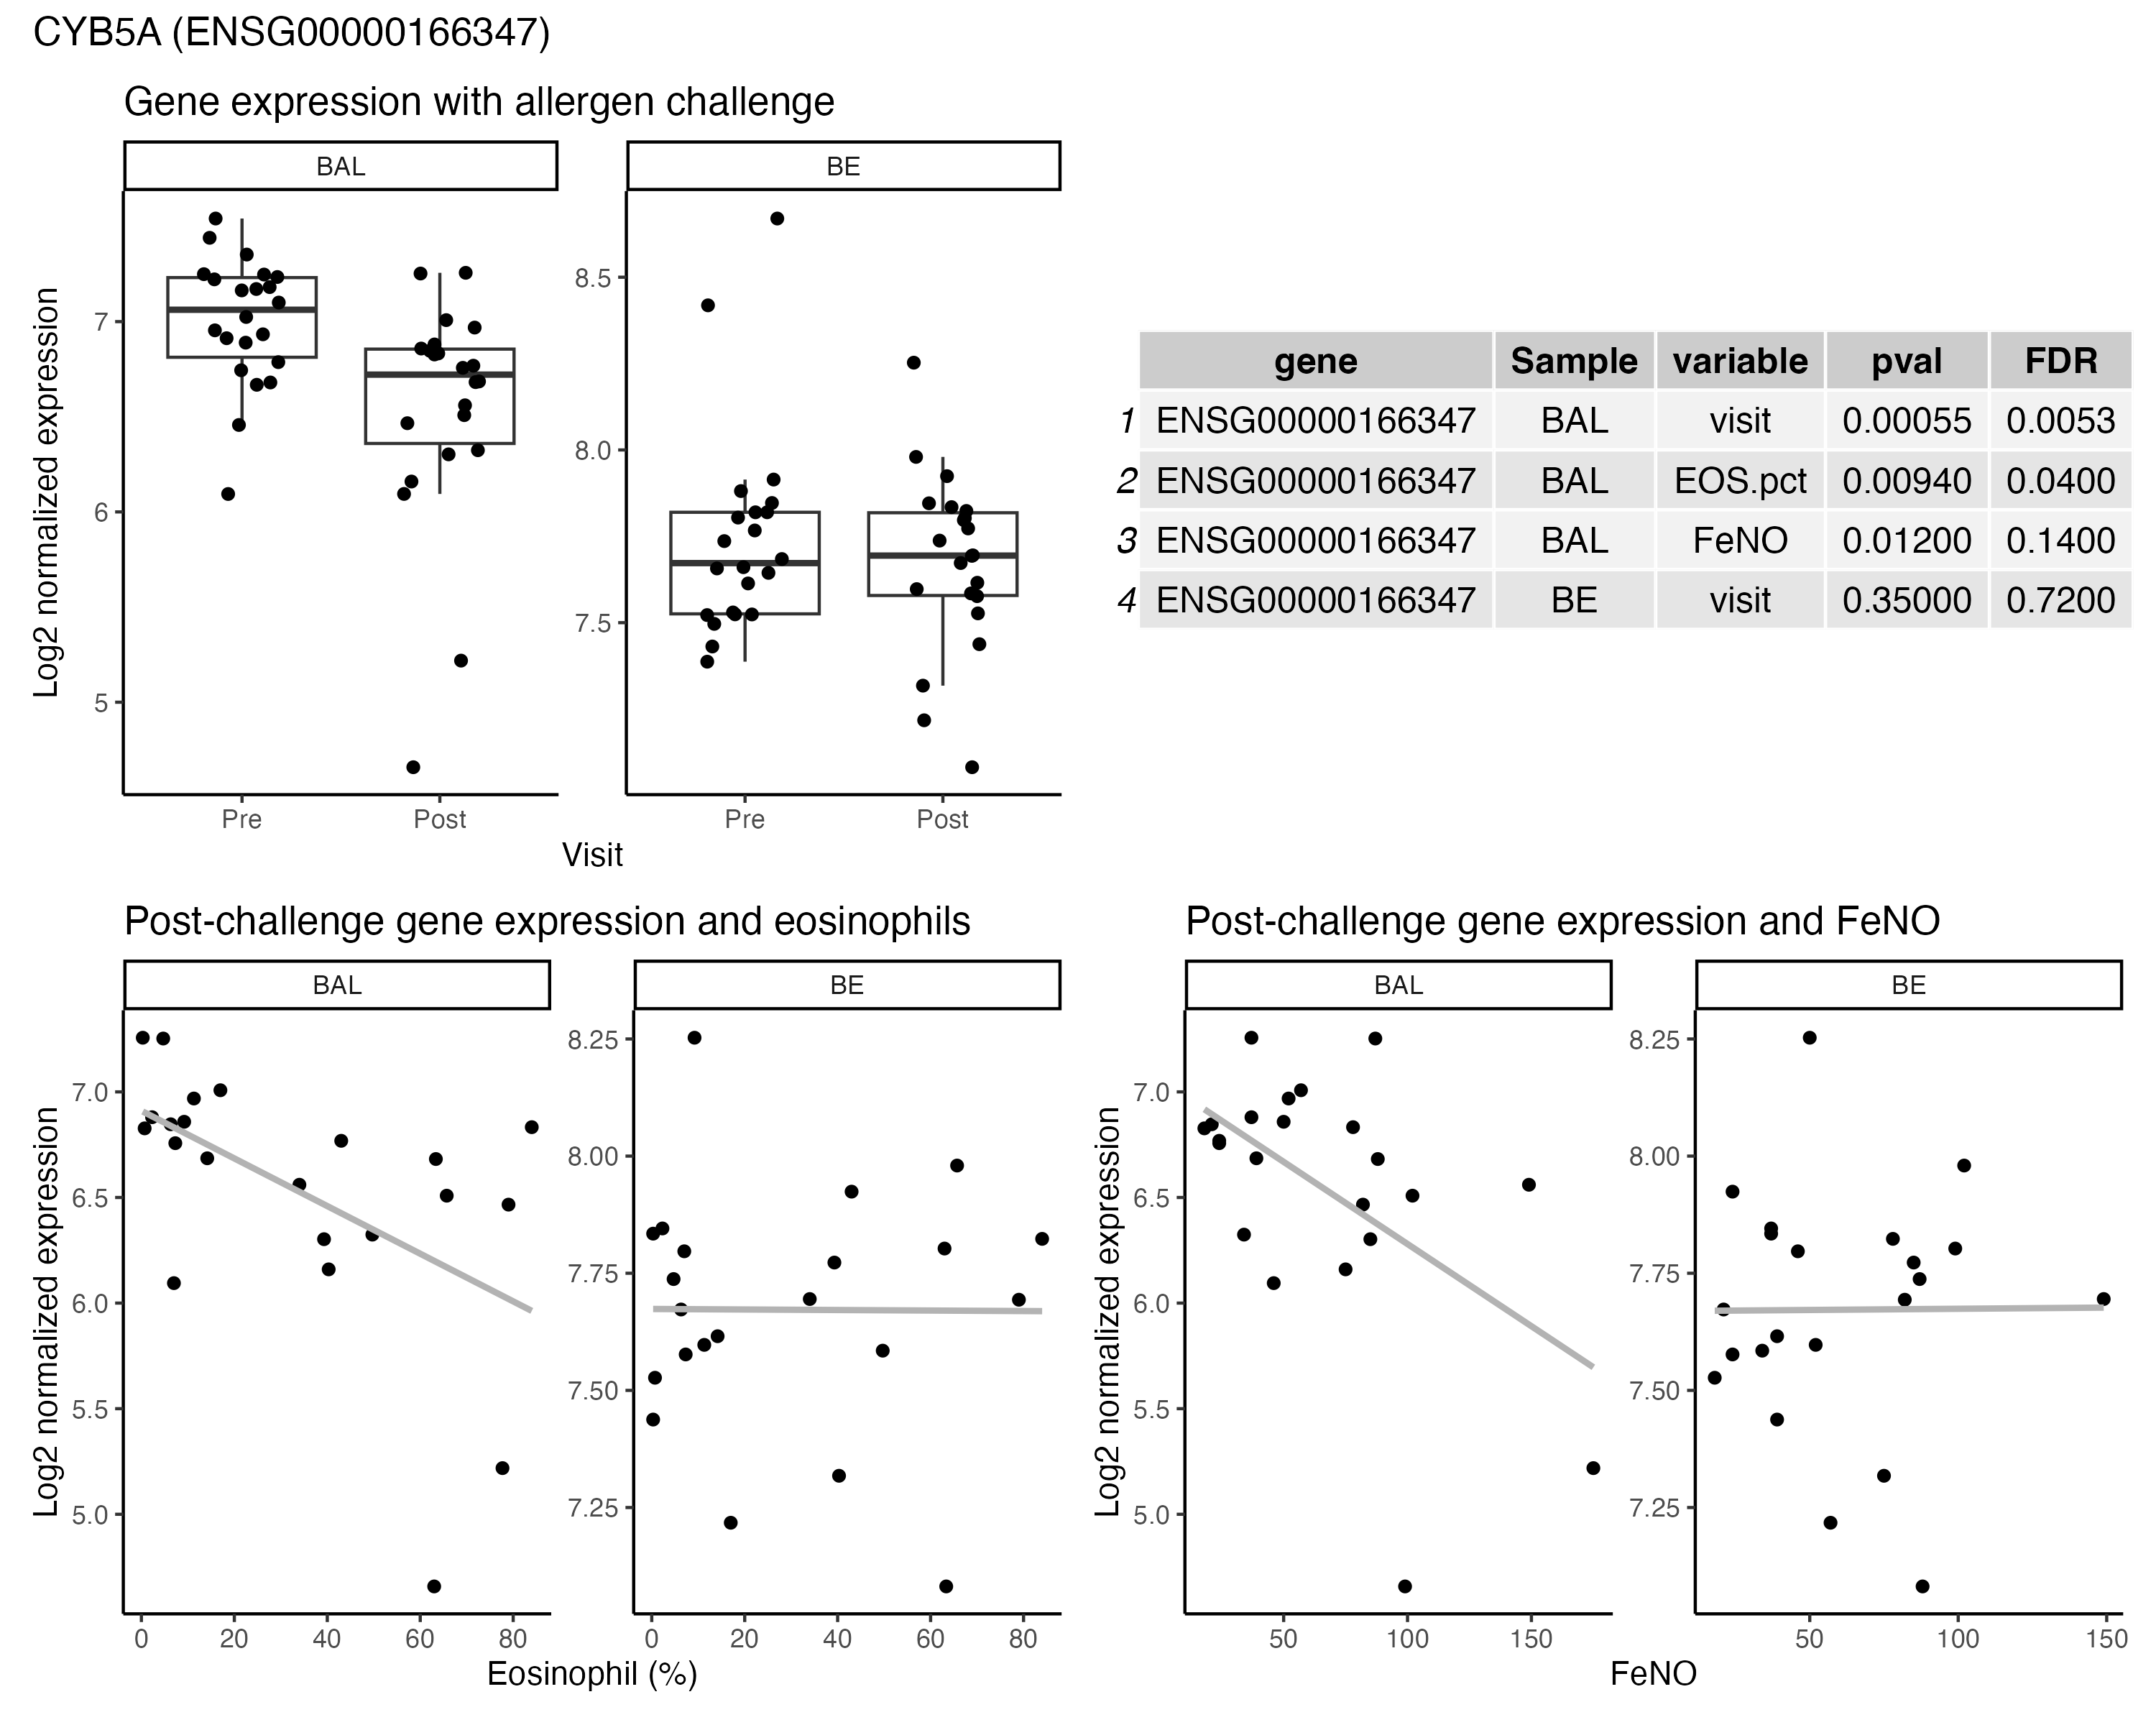 CYB5A (ENSG00000166347)
Gene expression with allergen challenge
BAL
BE
Log2 normalized expression
7
6
5
8.5
8.0
7.5
Pre
Post
Pre
Post
Visit
gene Sample variable pval FDR
1 ENSG00000166347 BAL visit 0.00055 0.0053
2 ENSG00000166347 BAL EOS.pct 0.00940 0.0400
3 ENSG00000166347 BAL FeNO 0.01200 0.1400
4 ENSG00000166347 BE visit 0.35000 0.7200
Post-challenge gene expression and eosinophils
BAL
BE
Log2 normalized expression
7.0
6.5
6.0
5.5
5.0
8.25
8.00
7.75
7.50
7.25
0 20 40 60 80
0 20 40 60 80
Eosinophil (%)
Post-challenge gene expression and FeNO
BAL
BE
Log2 normalized expression
7.0
6.5
6.0
5.5
5.0
8.25
8.00
7.75
7.50
7.25
50 100 150
50 100 150
FeNO